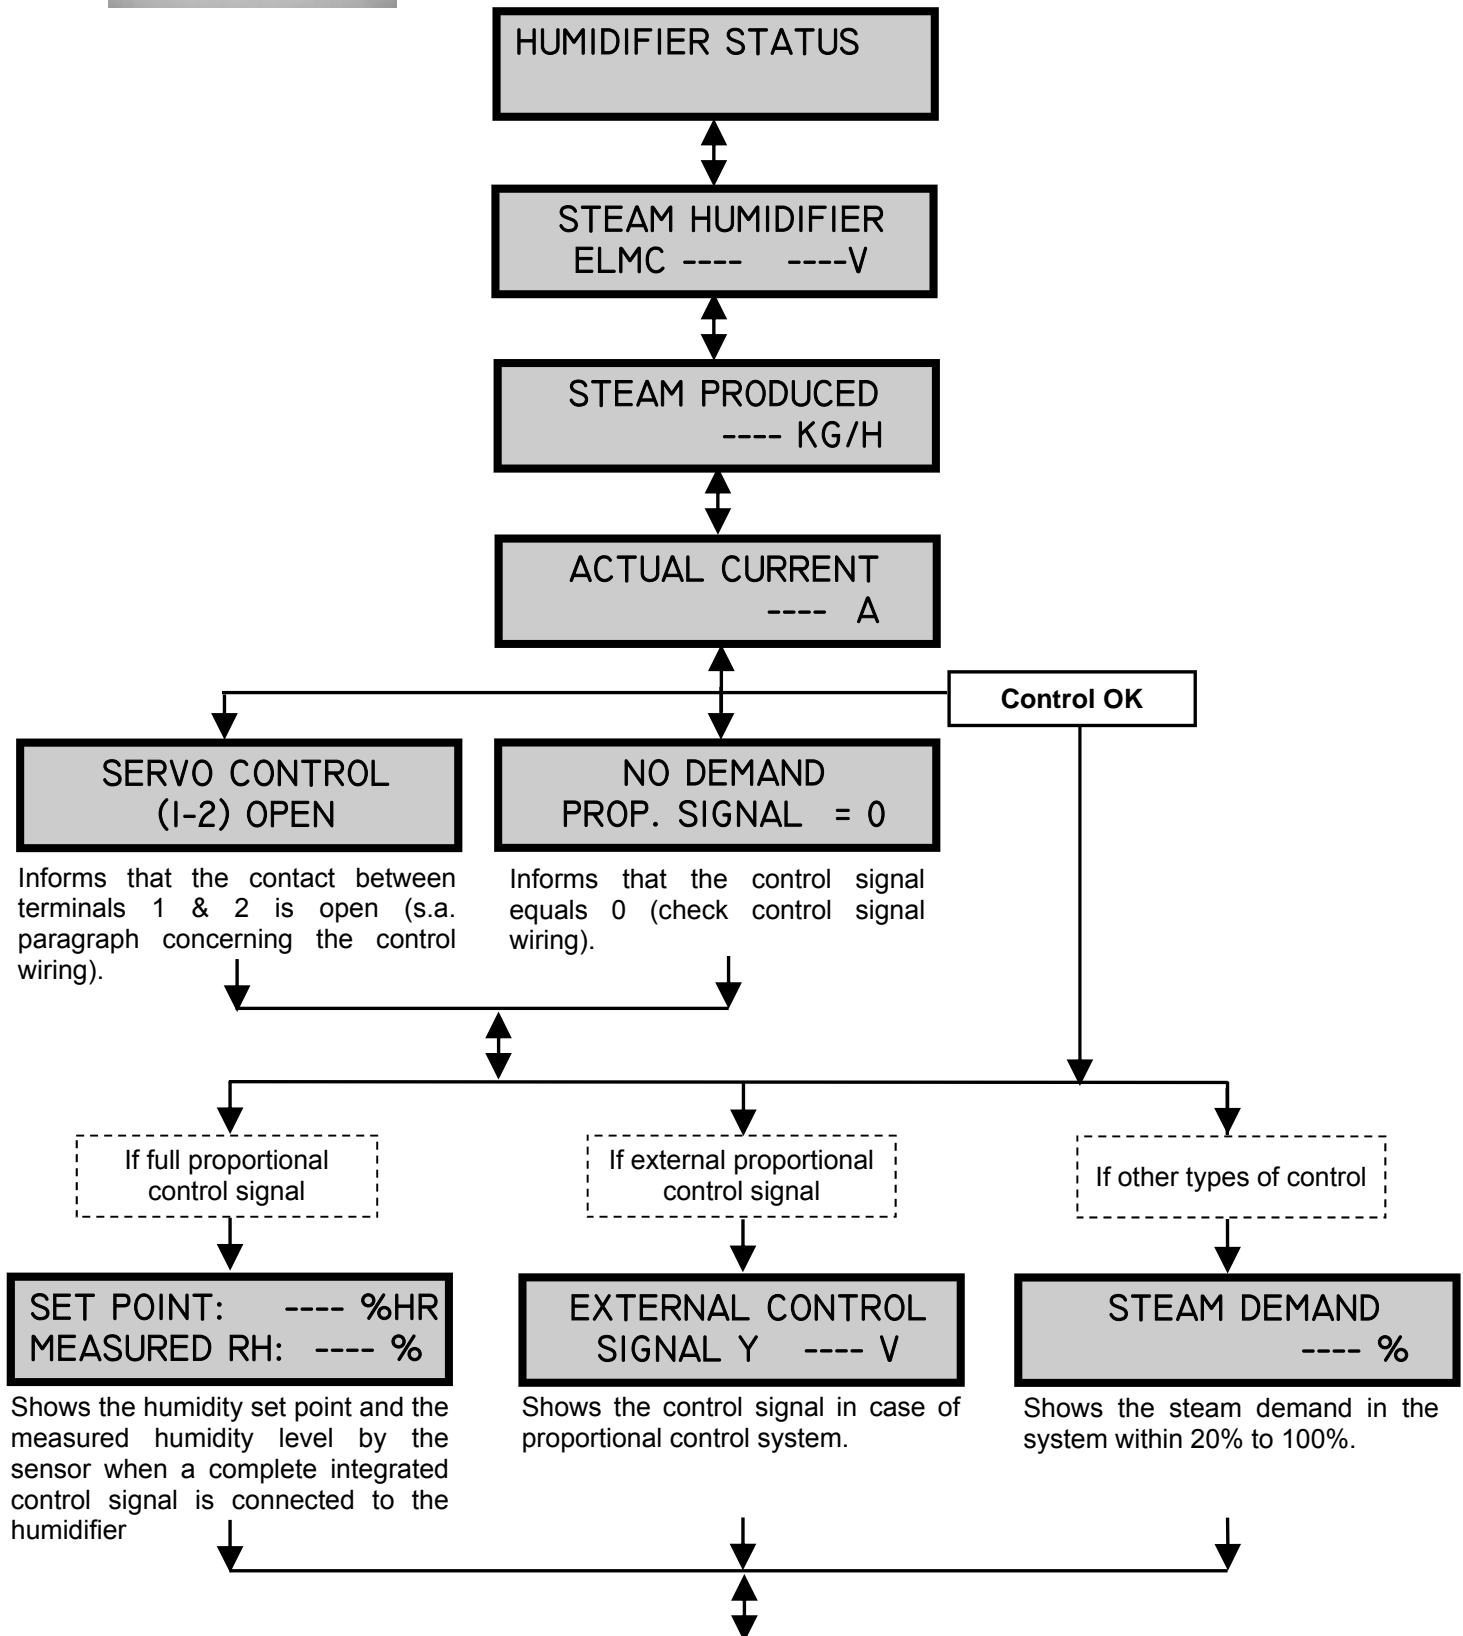 HUMIDIFIER STATUS
STEAM HUMIDIFIER
ELMC ---- ----V
STEAM PRODUCED
---- KG/H
ACTUAL CURRENT
---- A
Control OK
SERVO CONTROL
(1-2) OPEN
NO DEMAND
PROP. SIGNAL = 0
Informs that the contact between
terminals 1 & 2 is open (s.a.
paragraph concerning the control
wiring).
Informs that the control signal
equals 0 (check control signal
wiring).
If full proportional
control signal
If external proportional
control signal
If other types of control
SET POINT: ---- %HR
MEASURED RH: ---- %
EXTERNAL CONTROL
SIGNAL Y ---- V
STEAM DEMAND
---- %
Shows the humidity set point and the
measured humidity level by the
sensor when a complete integrated
control signal is connected to the
humidifier
Shows the control signal in case of
proportional control system.
Shows the steam demand in the
system within 20% to 100%.